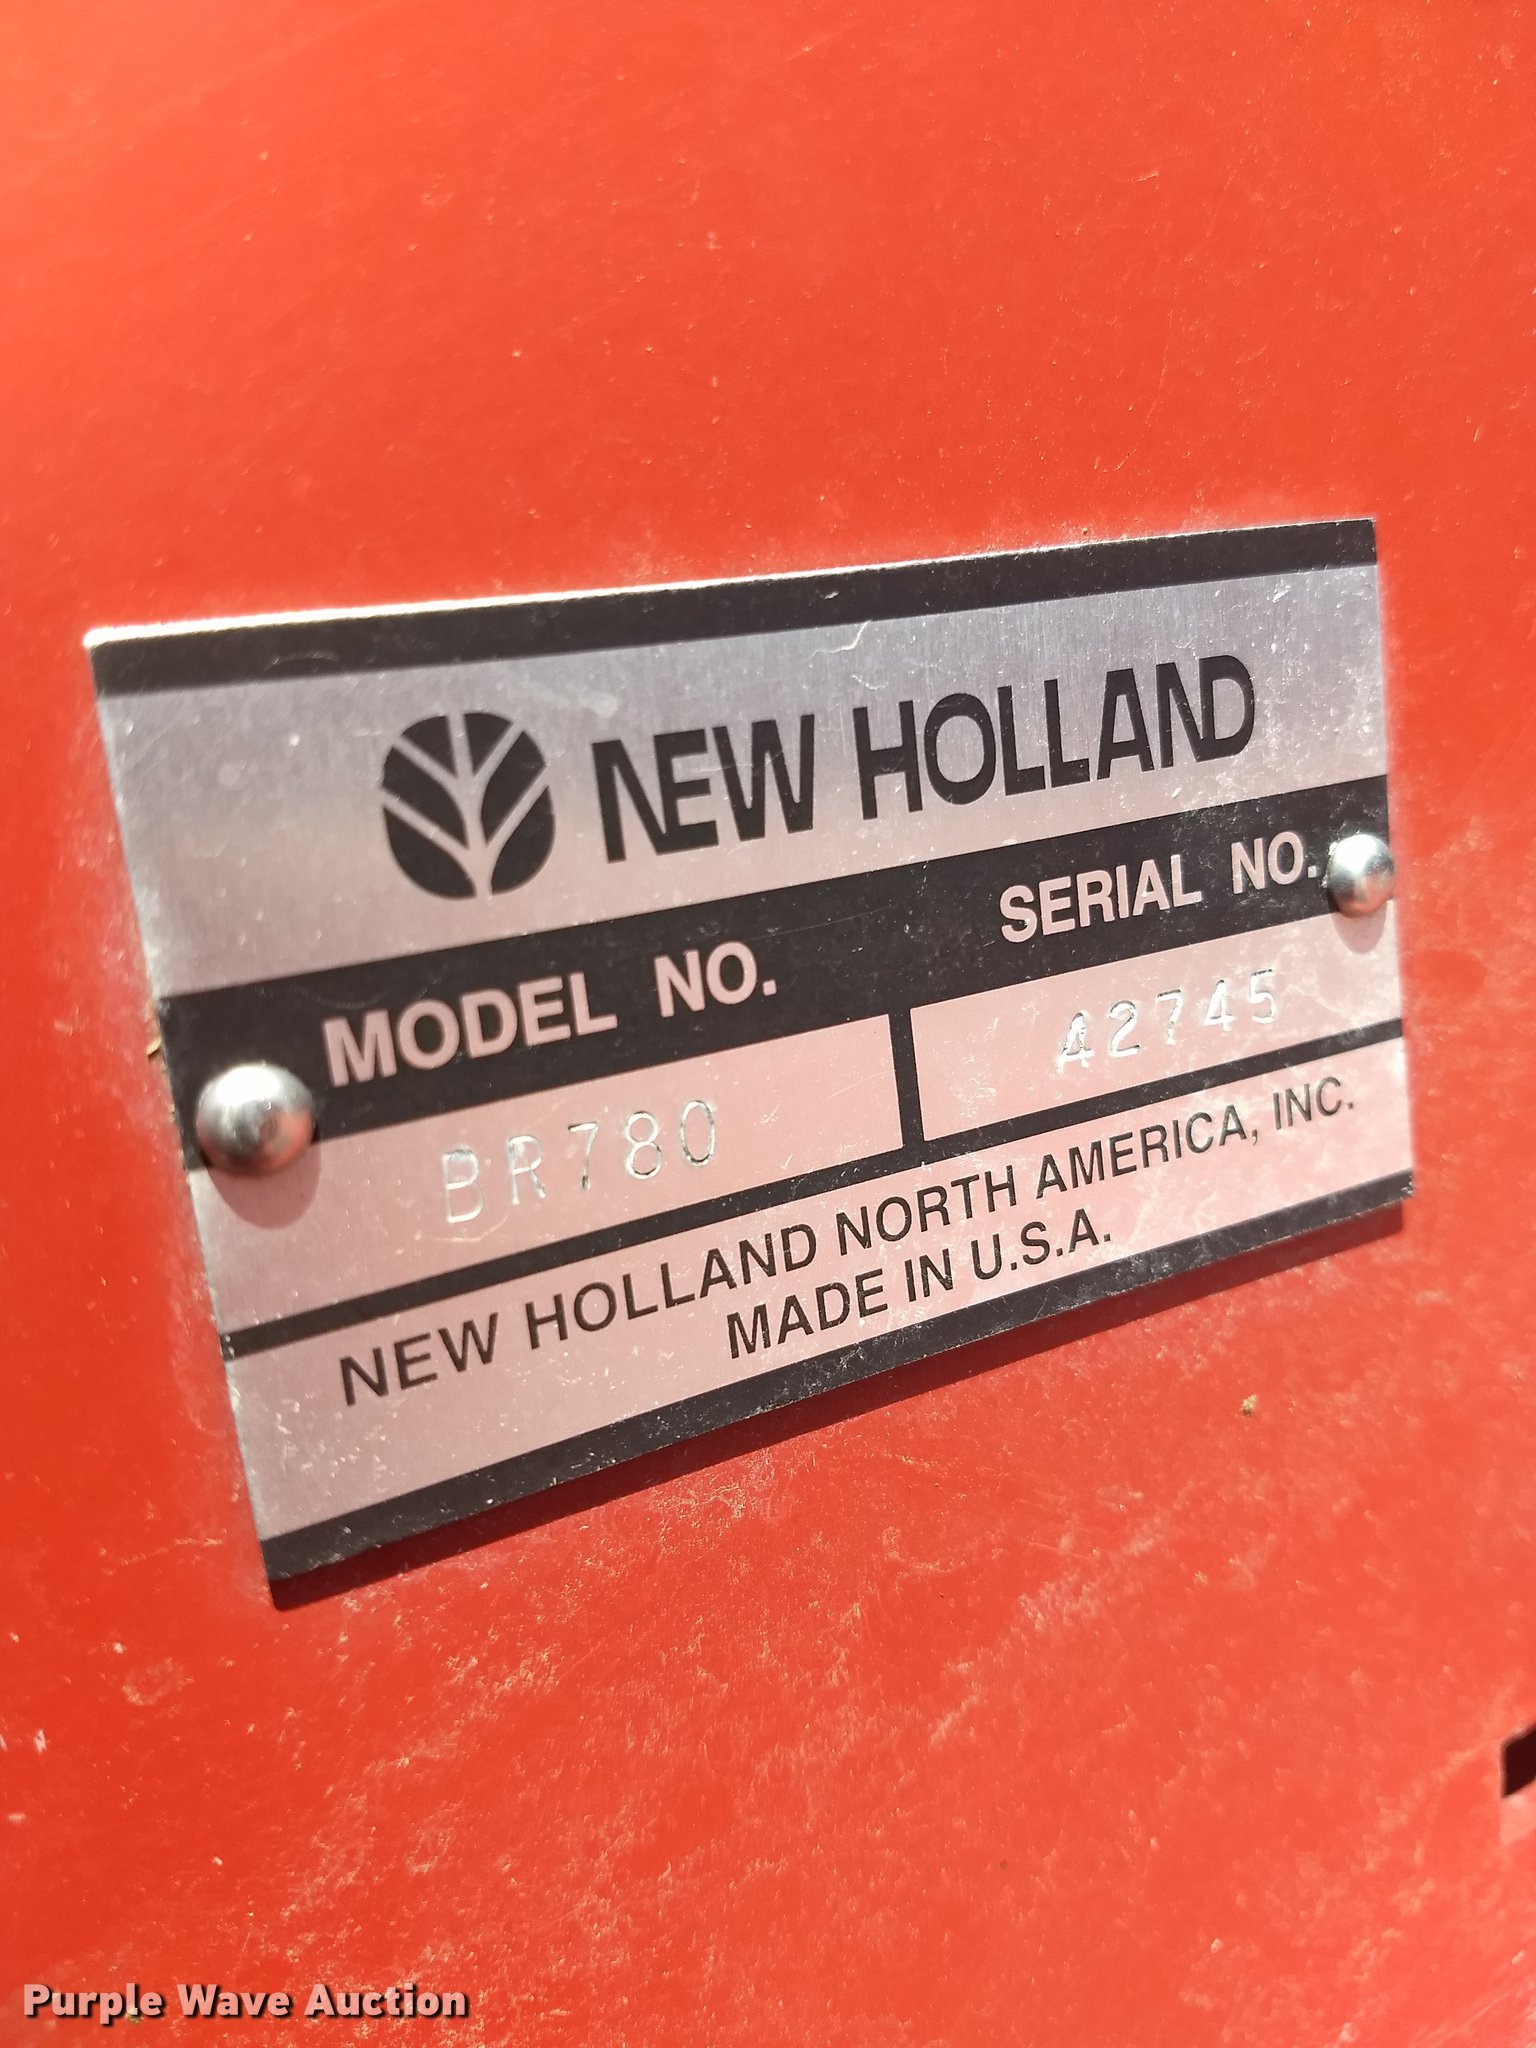 NEW HOLLAND
MODEL NO. SERIAL NO.
BR780 42745
NEW HOLLAND NORTH AMERICA, INC.
MADE IN U.S.A.
Purple Wave Auction